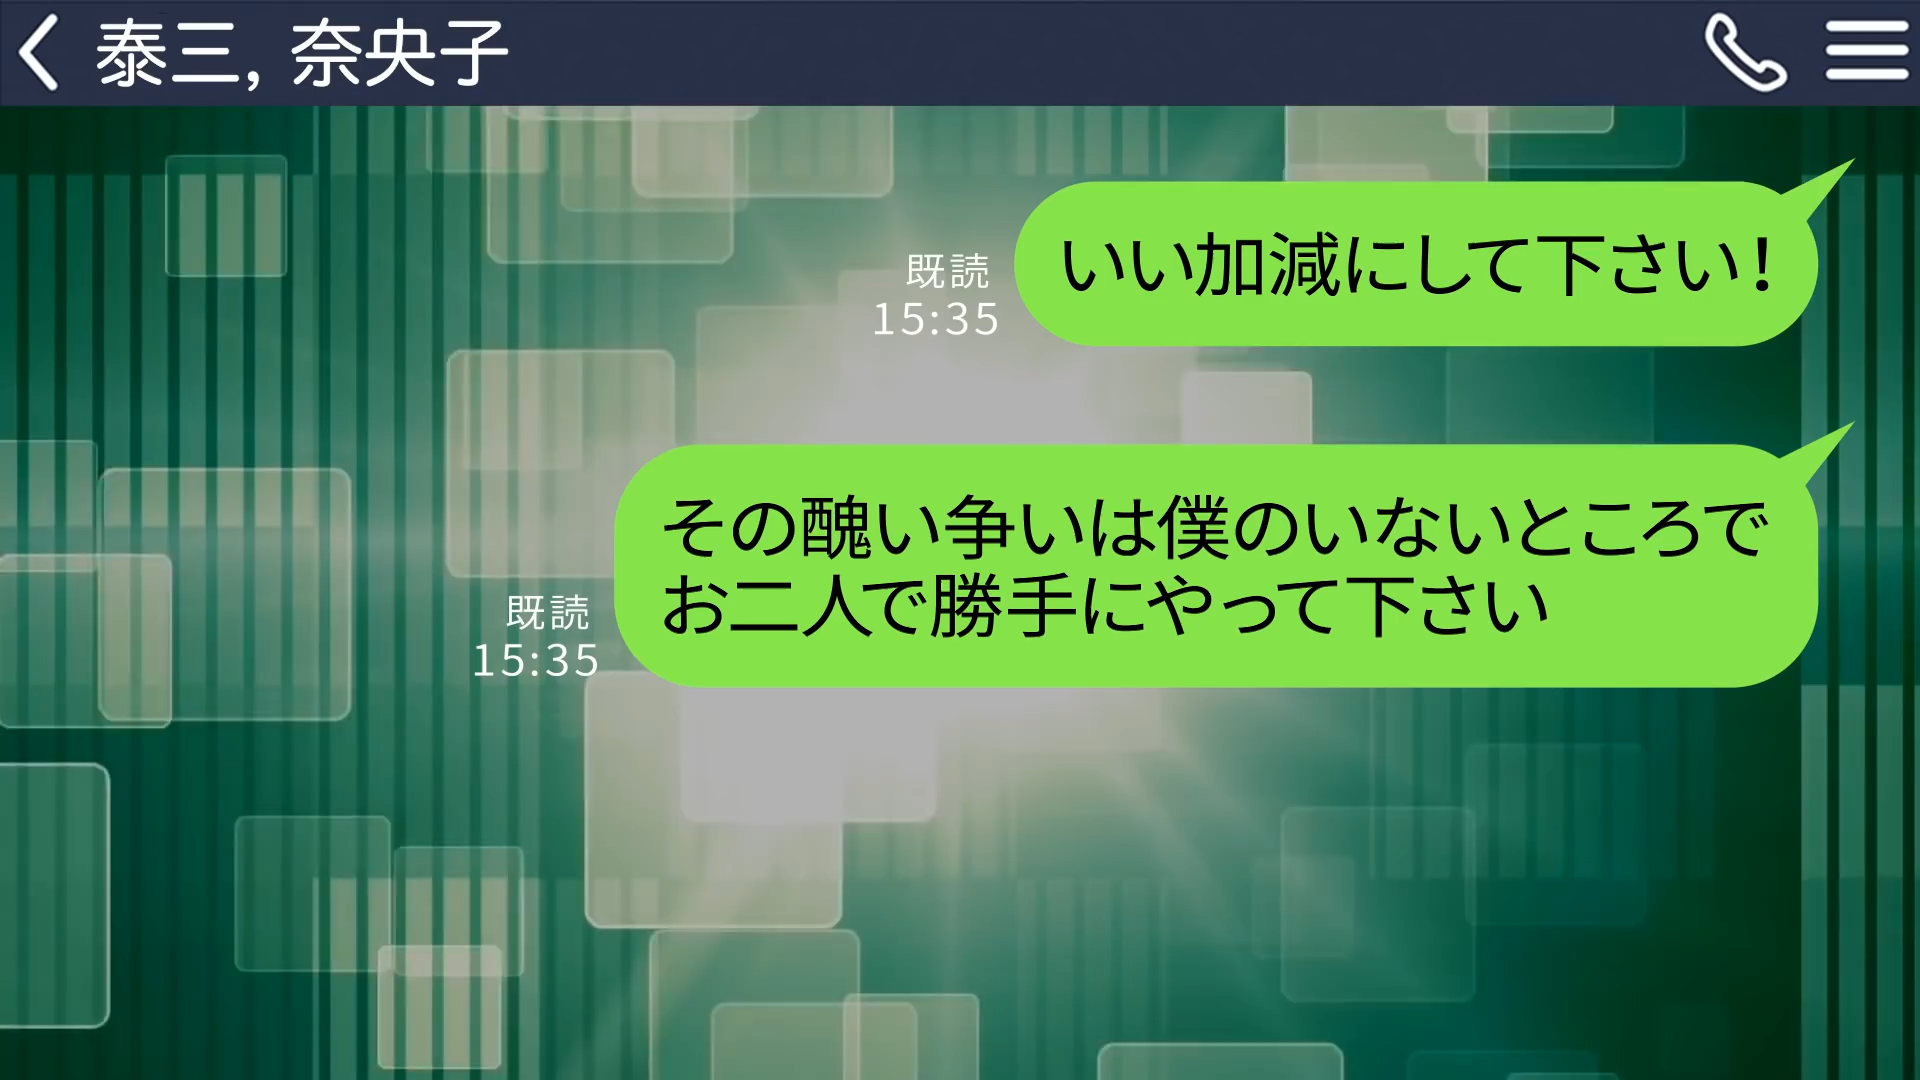 泰三, 奈央子
いい加減にして下さい!
既読
15:35
その醜い争いは僕のいないところで
お二人で勝手にやって下さい
既読
15:35